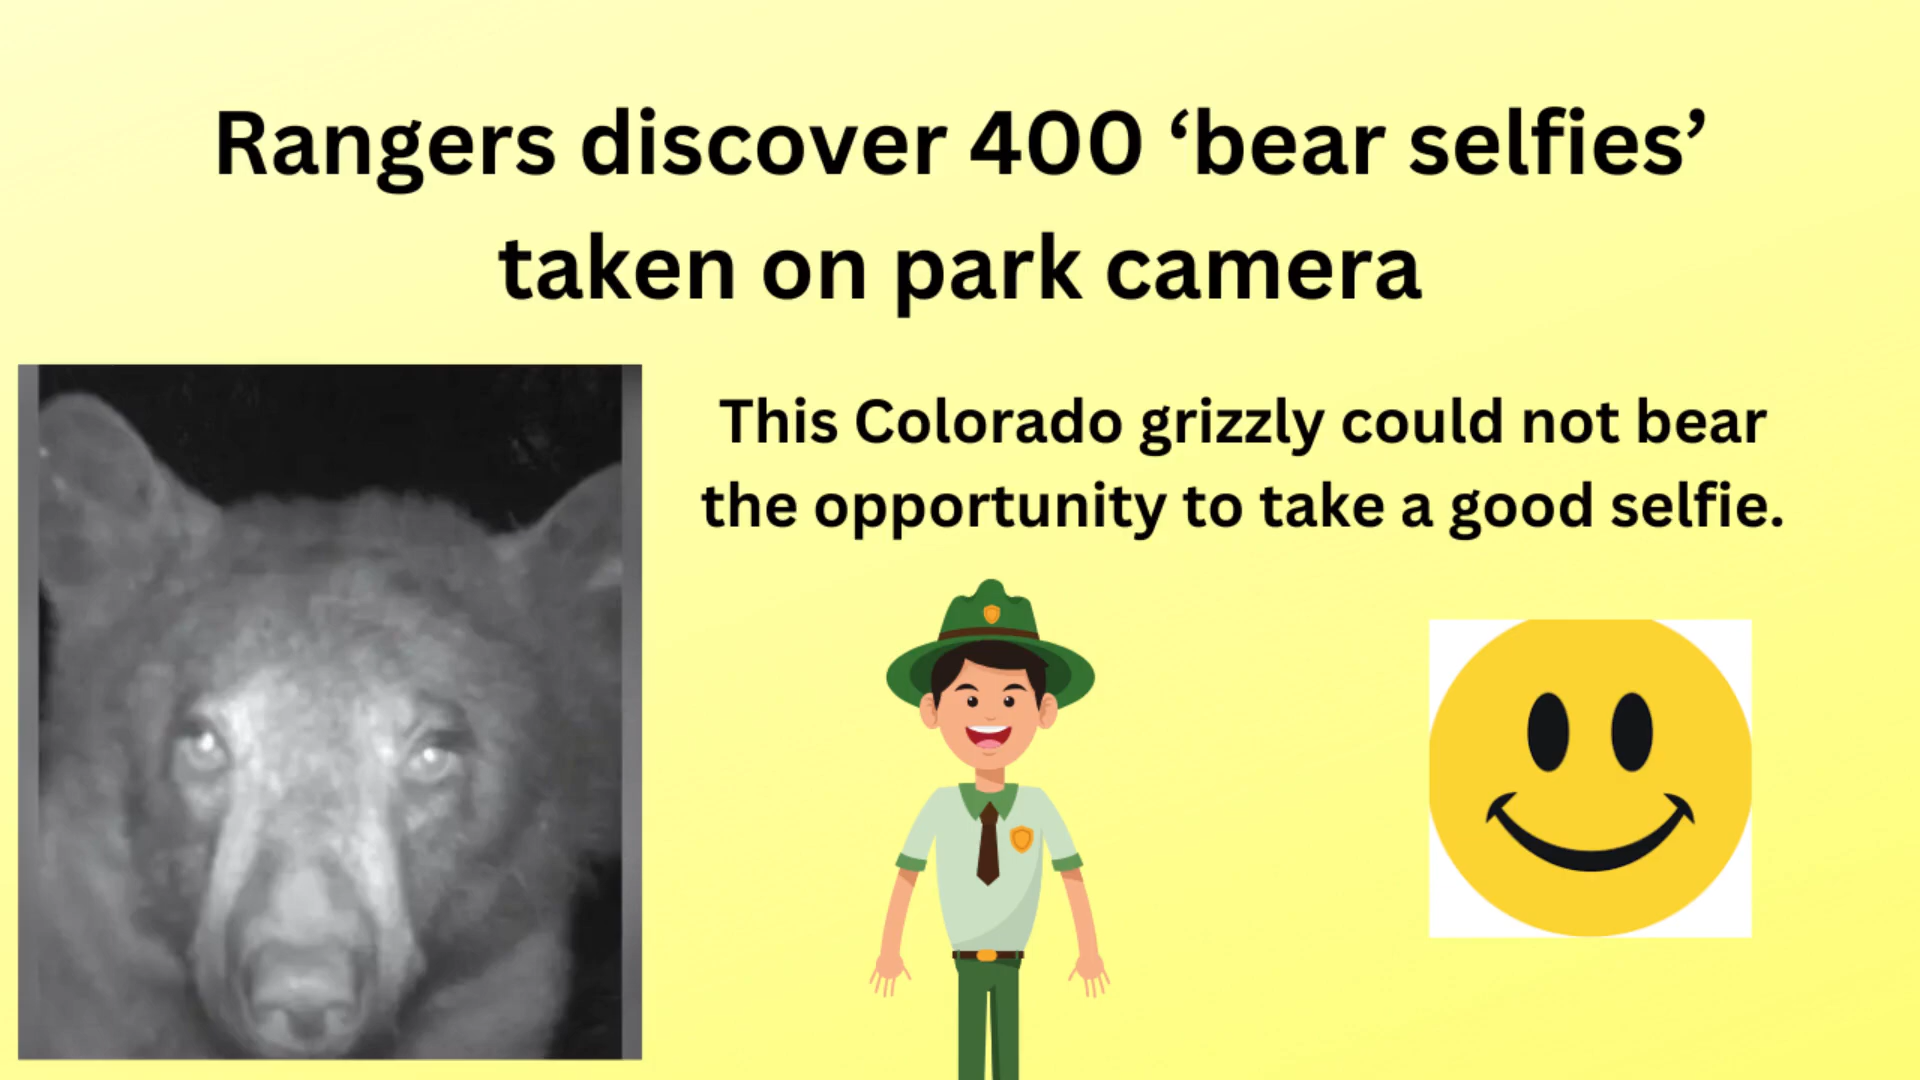 Rangers discover 400 ‘bear selfies’
taken on park camera
This Colorado grizzly could not bear
the opportunity to take a good selfie.